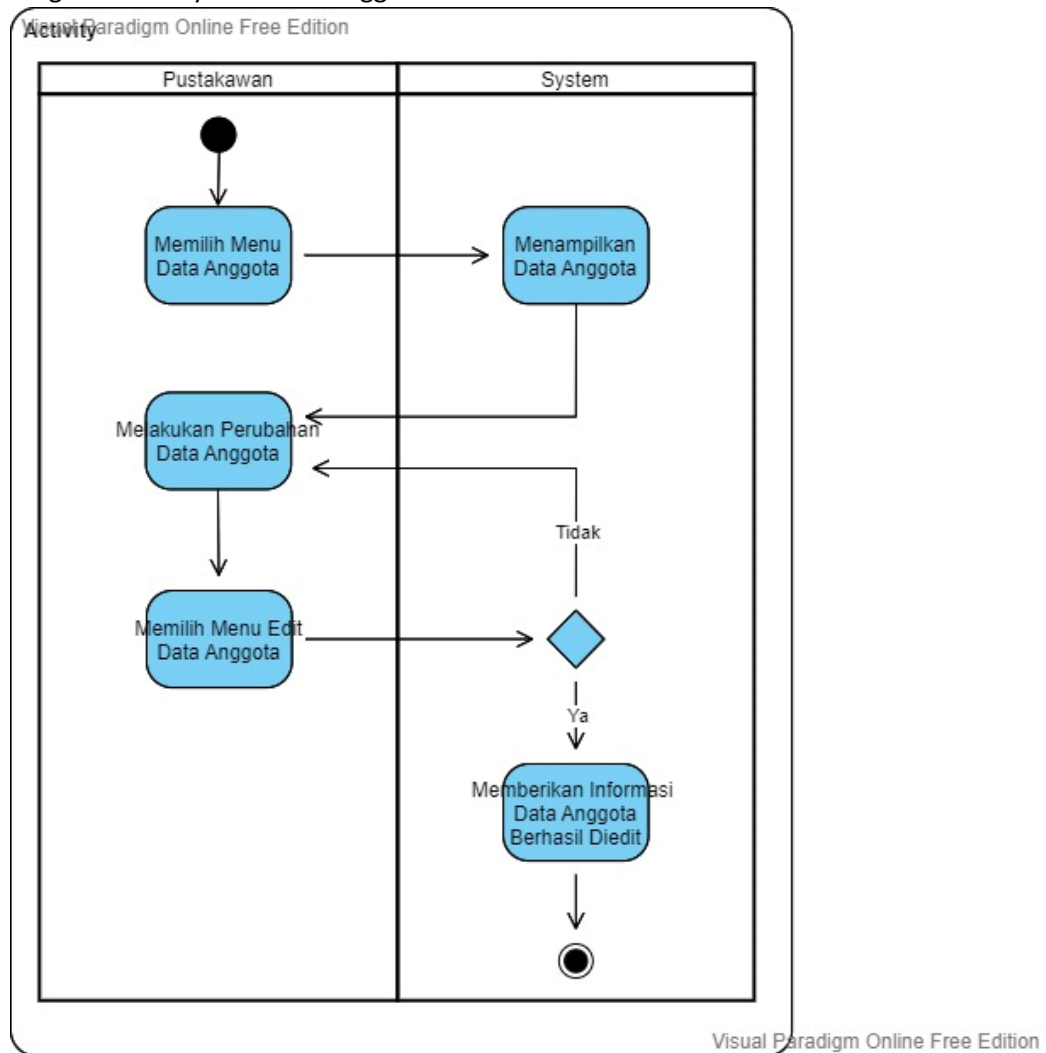 Activity
Visual Paradigm Online Free Edition
Pustakawan
System
Memilih Menu
Data Anggota
Menampilkan
Data Anggota
Melakukan Perubahan
Data Anggota
Tidak
Memilih Menu Edit
Data Anggota
Ya
Memberikan Informasi
Data Anggota
Berhasil Diedit
Visual Paradigm Online Free Edition